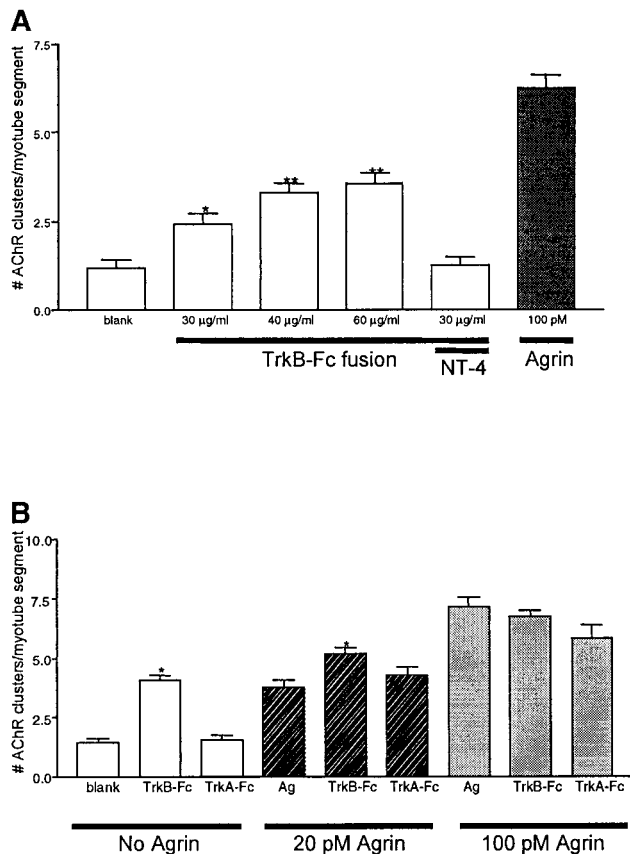 A
# AChR clusters/myotube segment
7.5
5.0
2.5
0.0
* ** **
blank 30 µg/ml 40 µg/ml 60 µg/ml 30 µg/ml 100 pM
TrkB-Fc fusion NT-4 Agrin
B
# AChR clusters/myotube segment
10.0
7.5
5.0
2.5
0.0
* *
blank TrkB-Fc TrkA-Fc Ag TrkB-Fc TrkA-Fc Ag TrkB-Fc TrkA-Fc
No Agrin 20 pM Agrin 100 pM Agrin